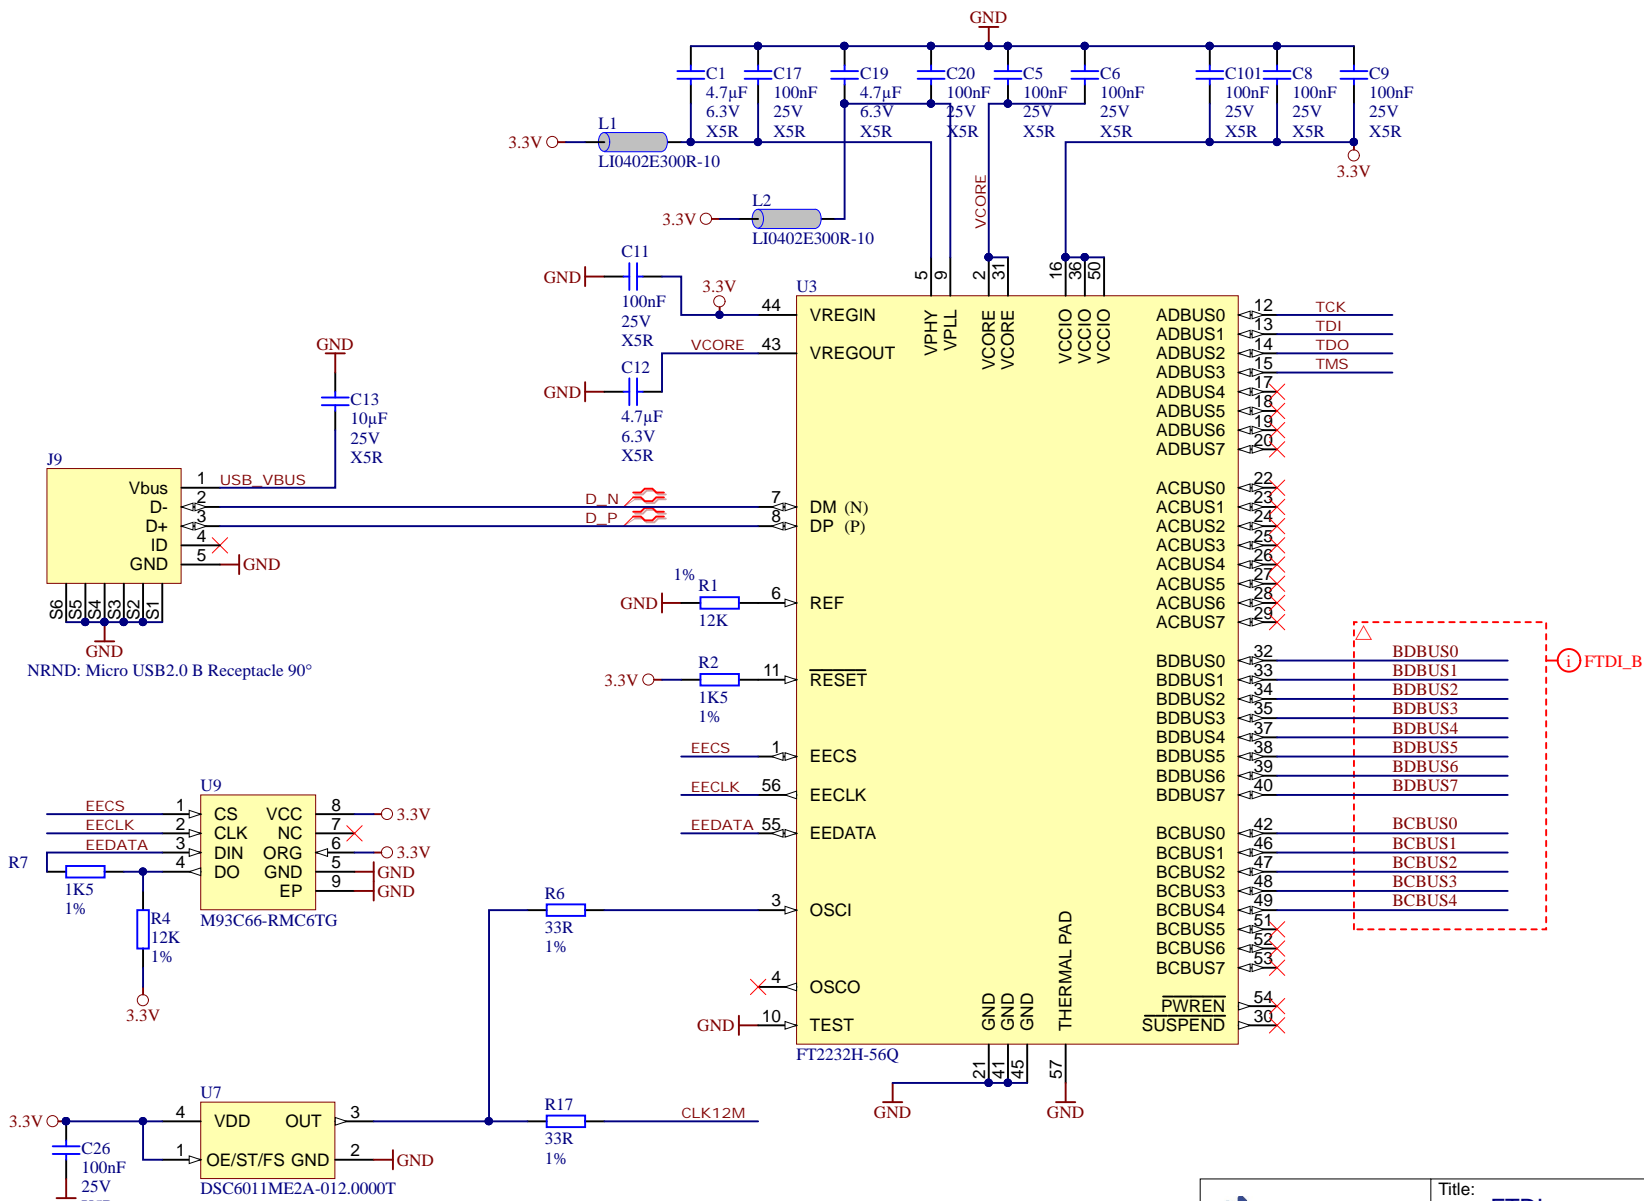 GND
C1
4.7µF
6.3V
X5R
C17
100nF
25V
X5R
C19
4.7µF
6.3V
X5R
C20
100nF
25V
X5R
C5
100nF
25V
X5R
C6
100nF
25V
X5R
C101
100nF
25V
X5R
C8
100nF
25V
X5R
C9
100nF
25V
X5R
3.3V
L1
LI0402E300R-10
3.3V
L2
LI0402E300R-10
3.3V
VCORE
GND
C11
100nF
25V
X5R
3.3V
GND
C12
4.7µF
6.3V
X5R
VCORE
U3
44 VREGIN
43 VREGOUT
5 VPHY
9 VPLL
2 VCORE
31 VCORE
16 VCCIO
36 VCCIO
50 VCCIO
7 DM (N)
8 DP (P)
6 REF
11 RESET
1 EECS
56 EECLK
55 EEDATA
3 OSCI
4 OSCO
10 TEST
ADBUS0 12 TCK
ADBUS1 13 TDI
ADBUS2 14 TDO
ADBUS3 15 TMS
ADBUS4 17
ADBUS5 18
ADBUS6 19
ADBUS7 20
ACBUS0 22
ACBUS1 23
ACBUS2 24
ACBUS3 25
ACBUS4 26
ACBUS5 27
ACBUS6 28
ACBUS7 29
BDBUS0 32 BDBUS0
BDBUS1 33 BDBUS1
BDBUS2 34 BDBUS2
BDBUS3 35 BDBUS3
BDBUS4 37 BDBUS4
BDBUS5 38 BDBUS5
BDBUS6 39 BDBUS6
BDBUS7 40 BDBUS7
BCBUS0 42 BCBUS0
BCBUS1 46 BCBUS1
BCBUS2 47 BCBUS2
BCBUS3 48 BCBUS3
BCBUS4 49 BCBUS4
BCBUS5 51
BCBUS6 52
BCBUS7 53
PWREN 54
SUSPEND 30
i FTDI_B
GND 21
GND 41
GND 45
THERMAL PAD 57
FT2232H-56Q
GND
GND
GND
C13
10µF
25V
X5R
J9
Vbus 1 USB_VBUS
D- 2
D+ 3
ID 4
GND 5 GND
S6 S5 S4 S3 S2 S1
GND
NRND: Micro USB2.0 B Receptacle 90°
D_N
D_P
GND
1%
R1
12K
3.3V
R2
1K5
1%
EECS
EECLK
EEDATA
GND
U9
EECS 1 CS VCC 8 3.3V
EECLK 2 CLK NC 7
EEDATA 3 DIN ORG 6 3.3V
4 DO GND 5 GND
EP 9 GND
M93C66-RMC6TG
R7
1K5
1%
R4
12K
1%
3.3V
R6
33R
1%
U7
3.3V
4 VDD OUT 3
1 OE/ST/FS GND 2 GND
DSC6011ME2A-012.0000T
C26
100nF
25V
R17
33R
1%
CLK12M
Title: